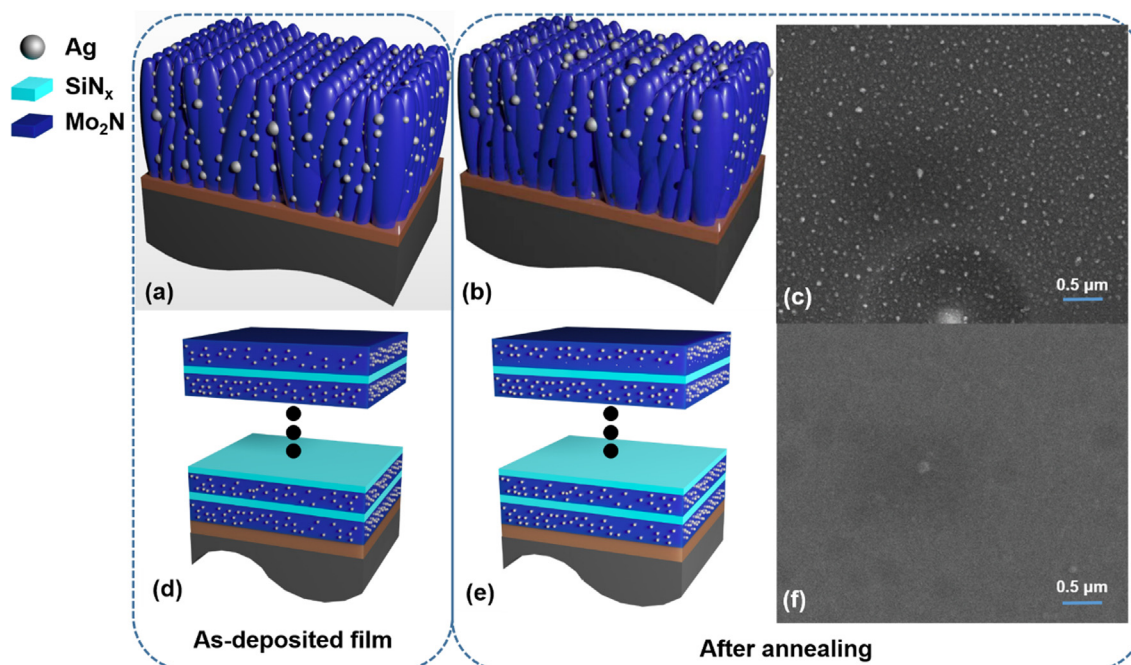 Ag
SiNx
Mo2N
(a)
(b)
(c)
0.5 µm
(d)
(e)
(f)
0.5 µm
As-deposited film
After annealing